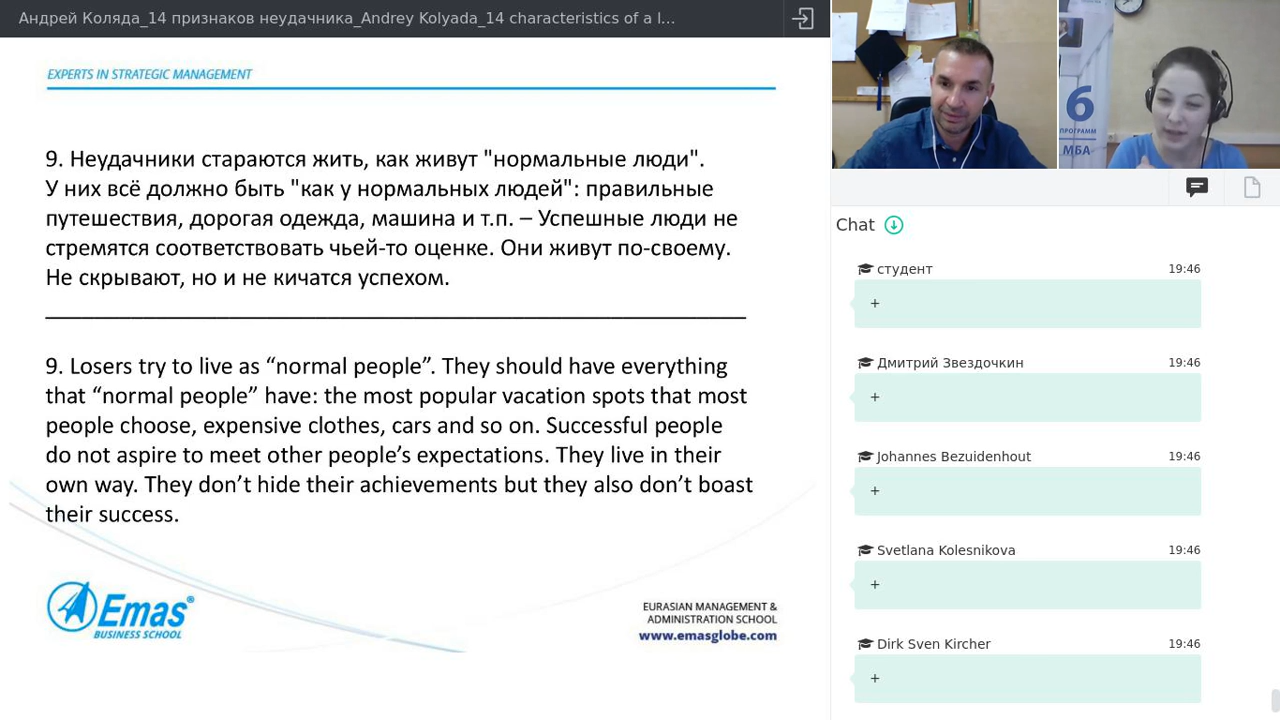 Андрей Коляда_14 признаков неудачника_Andrey Kolyada_14 characteristics of a l...
EXPERTS IN STRATEGIC MANAGEMENT
9. Неудачники стараются жить, как живут "нормальные люди".
У них всё должно быть "как у нормальных людей": правильные
путешествия, дорогая одежда, машина и т.п. – Успешные люди не
стремятся соответствовать чьей-то оценке. Они живут по-своему.
Не скрывают, но и не кичатся успехом.
9. Losers try to live as “normal people”. They should have everything
that “normal people” have: the most popular vacation spots that most
people choose, expensive clothes, cars and so on. Successful people
do not aspire to meet other people’s expectations. They live in their
own way. They don’t hide their achievements but they also don’t boast
their success.
Emas®
BUSINESS SCHOOL
EURASIAN MANAGEMENT &
ADMINISTRATION SCHOOL
www.emasglobe.com
6
ПРОГРАММ
МБА
Chat
студент 19:46
+
Дмитрий Звездочкин 19:46
+
Johannes Bezuidenhout 19:46
+
Svetlana Kolesnikova 19:46
+
Dirk Sven Kircher 19:46
+